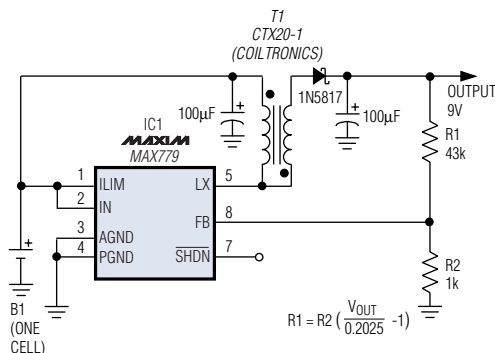 T1
CTX20-1
(COILTRONICS)
1N5817
OUTPUT
9V
100µF
100µF
R1
43k
IC1
MAXIM
MAX779
1
ILIM
LX
5
2
IN
FB
8
3
AGND
4
PGND
SHDN
7
B1
(ONE
CELL)
R2
1k
R1 = R2 ( VOUT / 0.2025 -1)